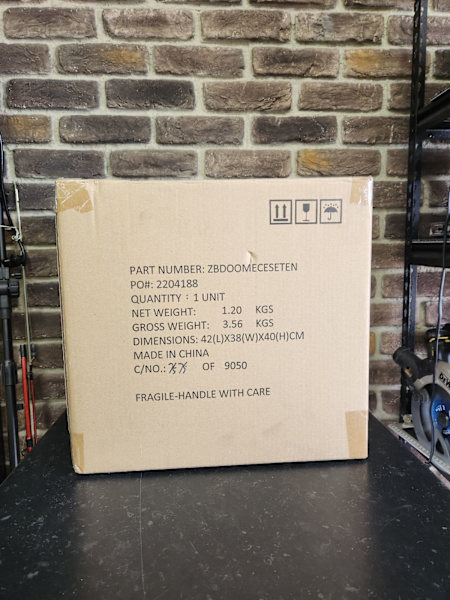 PART NUMBER: ZBDOOMECESETEN
PO#: 2204188
QUANTITY : 1 UNIT
NET WEIGHT: 1.20 KGS
GROSS WEIGHT: 3.56 KGS
DIMENSIONS: 42(L)X38(W)X40(H)CM
MADE IN CHINA
C/NO.: OF 9050
FRAGILE-HANDLE WITH CARE